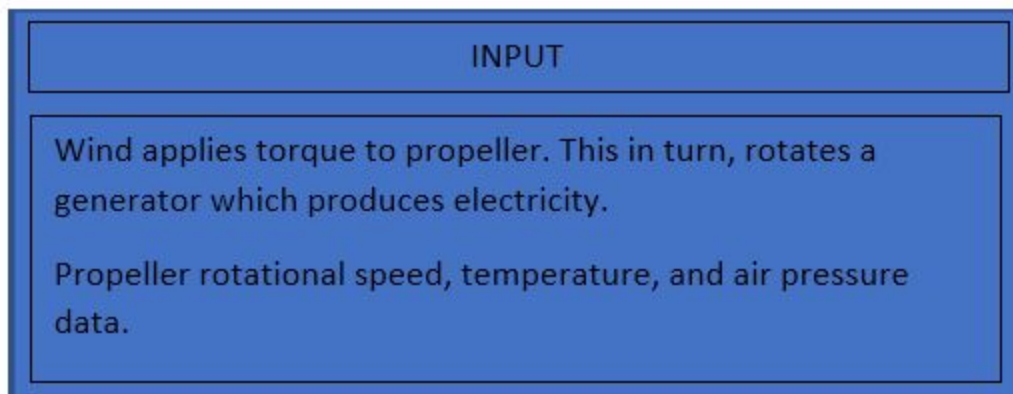 INPUT
Wind applies torque to propeller. This in turn, rotates a
generator which produces electricity.
Propeller rotational speed, temperature, and air pressure
data.